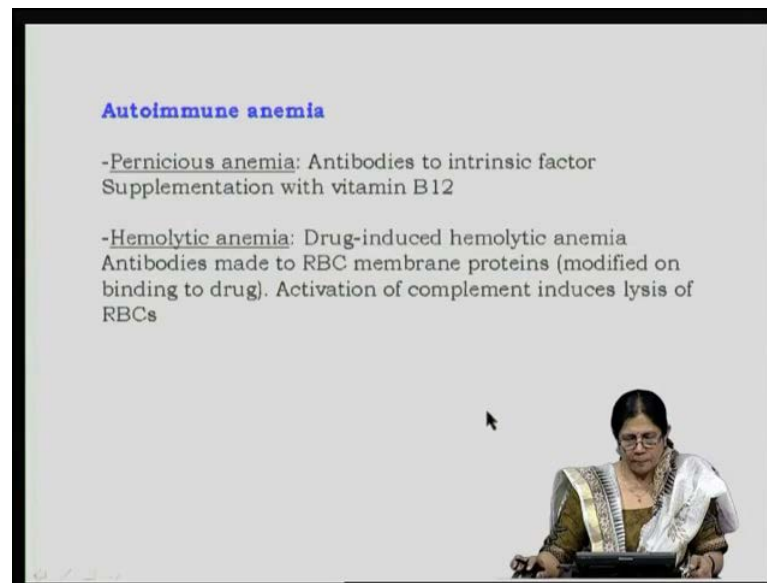 Autoimmune anemia
-Pernicious anemia: Antibodies to intrinsic factor
Supplementation with vitamin B12
-Hemolytic anemia: Drug-induced hemolytic anemia
Antibodies made to RBC membrane proteins (modified on
binding to drug). Activation of complement induces lysis of
RBCs